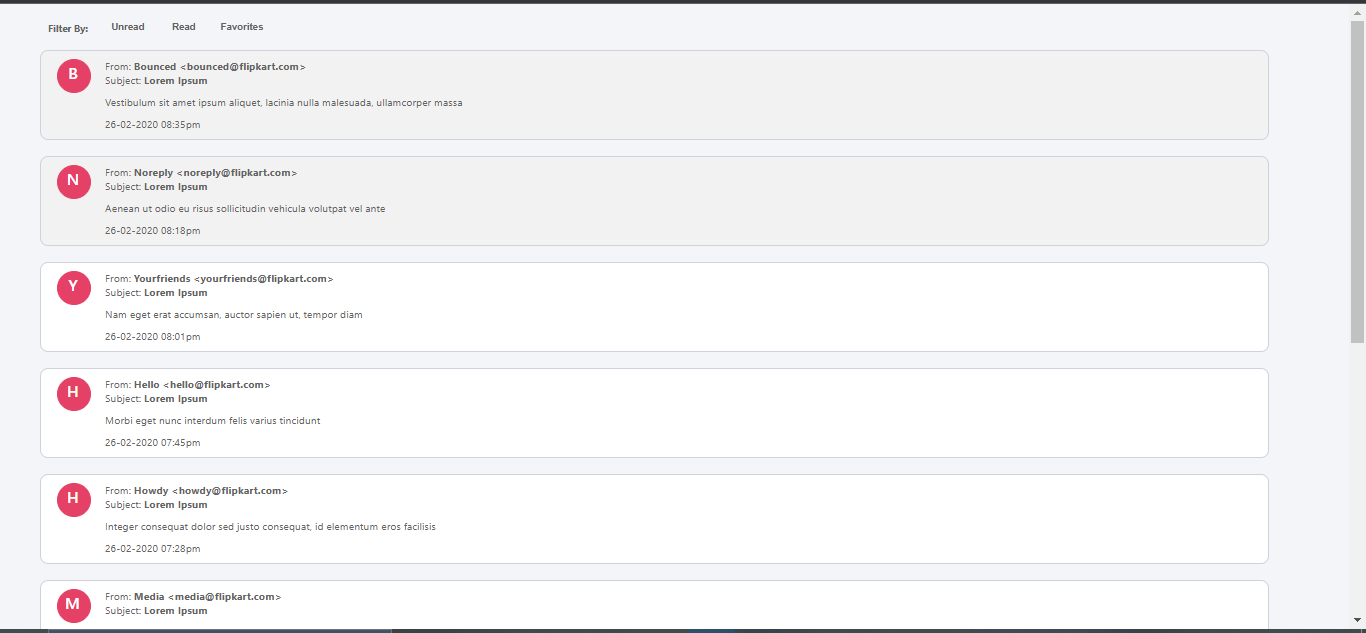 Filter By: Unread Read Favorites
B
From: Bounced <bounced@flipkart.com>
Subject: Lorem Ipsum
Vestibulum sit amet ipsum aliquet, lacinia nulla malesuada, ullamcorper massa
26-02-2020 08:35pm
N
From: Noreply <noreply@flipkart.com>
Subject: Lorem Ipsum
Aenean ut odio eu risus sollicitudin vehicula volutpat vel ante
26-02-2020 08:18pm
Y
From: Yourfriends <yourfriends@flipkart.com>
Subject: Lorem Ipsum
Nam eget erat accumsan, auctor sapien ut, tempor diam
26-02-2020 08:01pm
H
From: Hello <hello@flipkart.com>
Subject: Lorem Ipsum
Morbi eget nunc interdum felis varius tincidunt
26-02-2020 07:45pm
H
From: Howdy <howdy@flipkart.com>
Subject: Lorem Ipsum
Integer consequat dolor sed justo consequat, id elementum eros facilisis
26-02-2020 07:28pm
M
From: Media <media@flipkart.com>
Subject: Lorem Ipsum